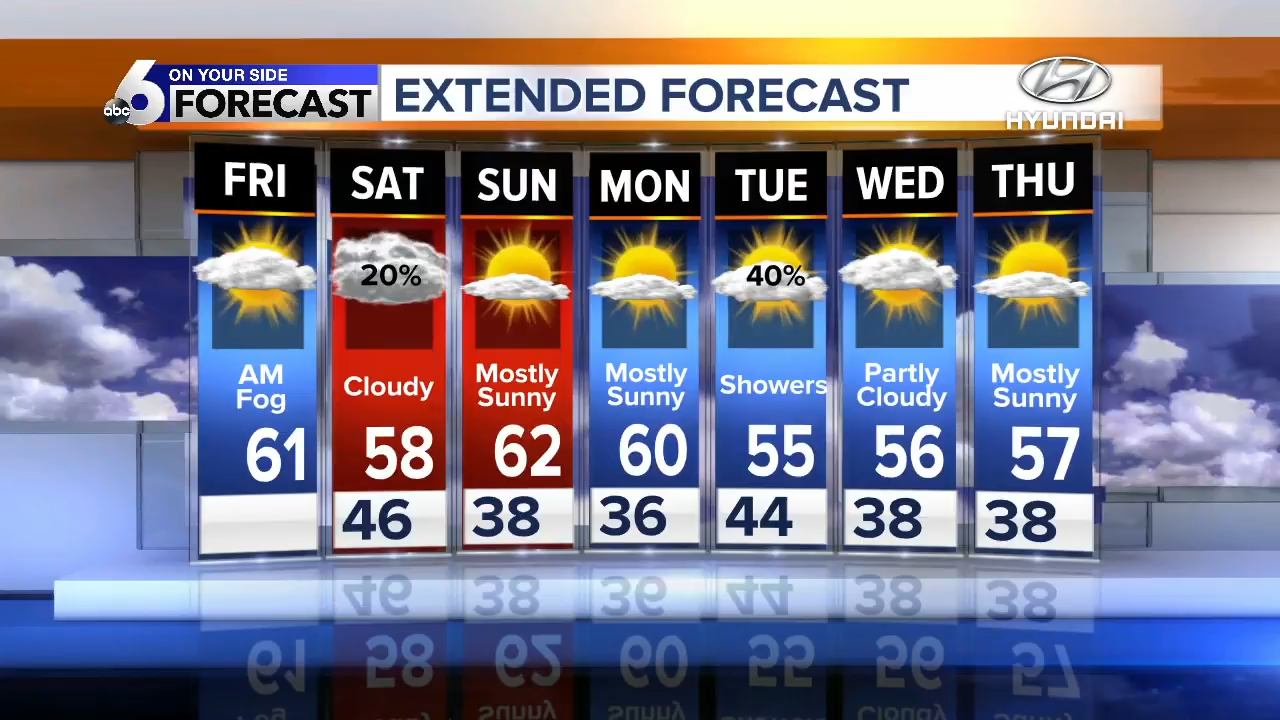 abc 6 ON YOUR SIDE
FORECAST
EXTENDED FORECAST
HYUNDAI
FRI
AM
Fog
61
SAT
20%
Cloudy
58
46
SUN
Mostly
Sunny
62
38
MON
Mostly
Sunny
60
36
TUE
40%
Showers
55
44
WED
Partly
Cloudy
56
38
THU
Mostly
Sunny
57
38